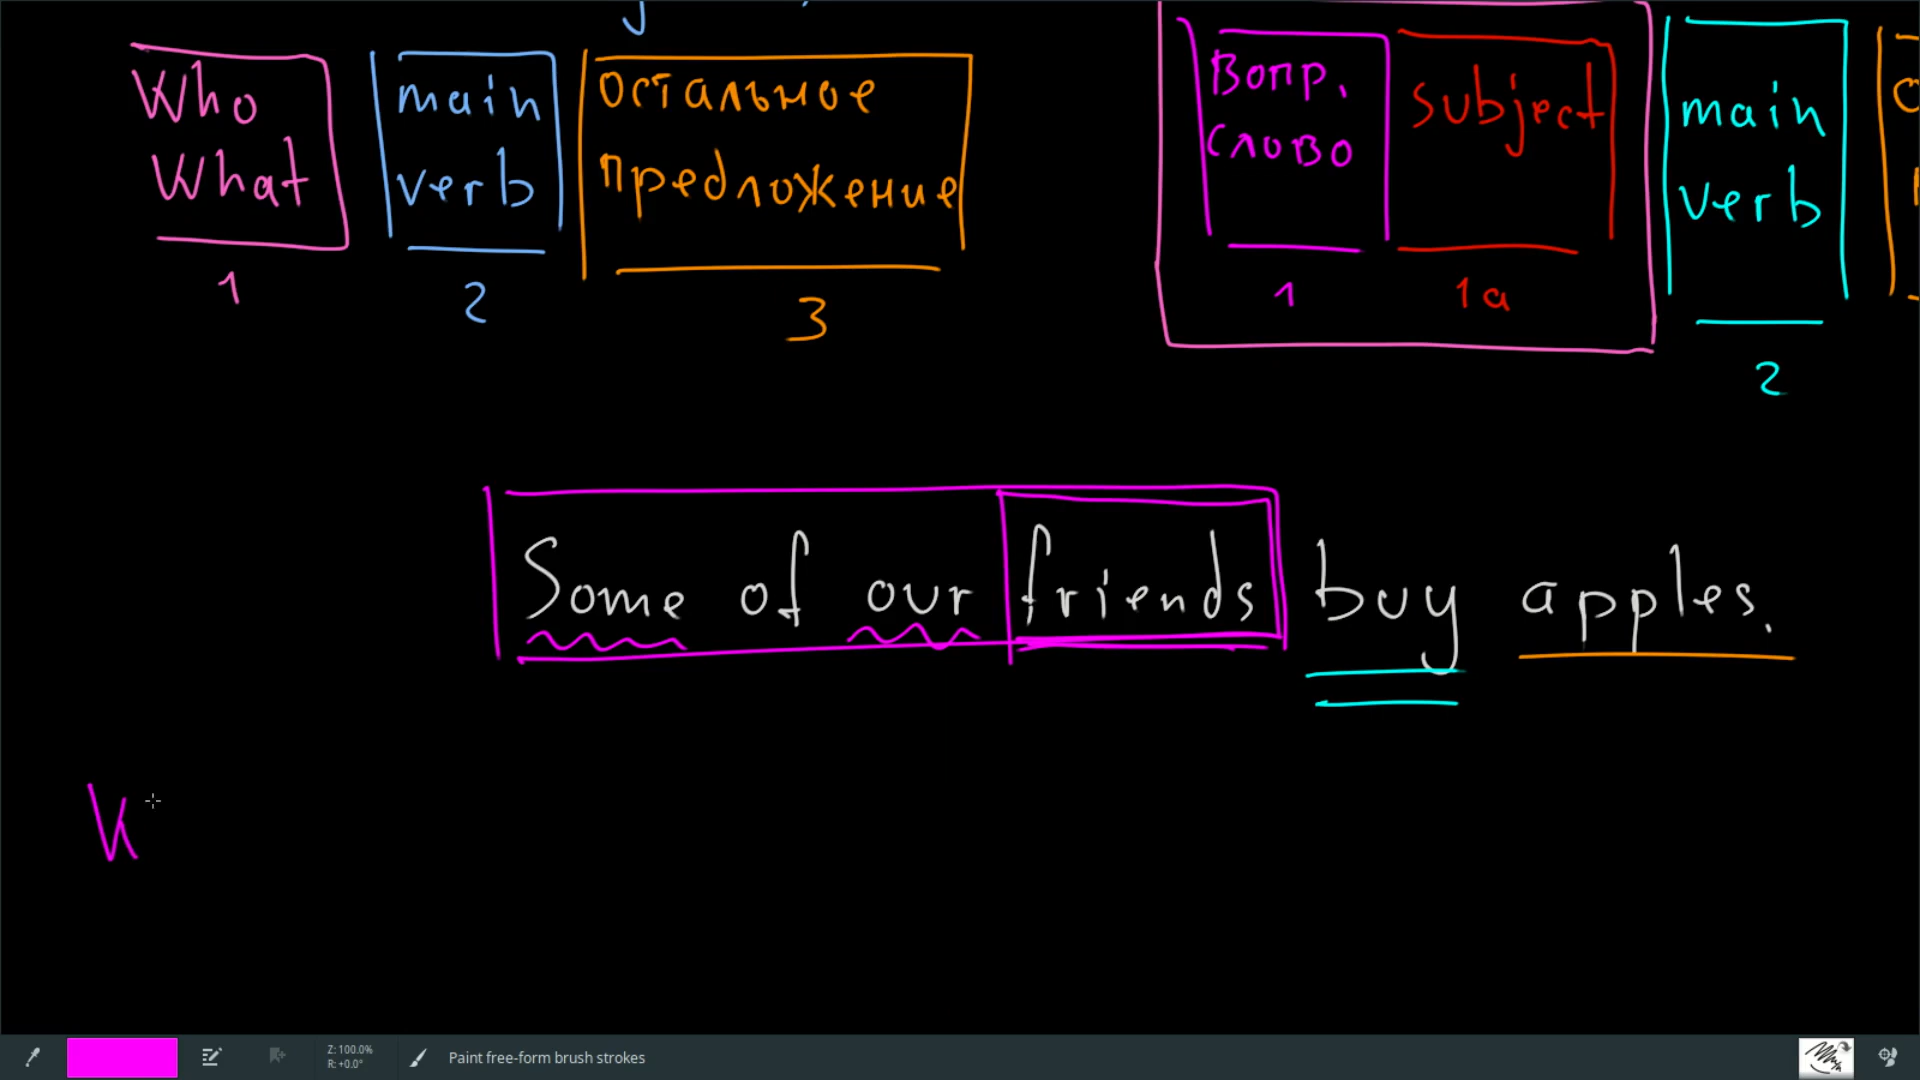 Who
What
1
main
verb
2
остальное
предложение
3
Вопр.
слово
1
subject
1a
main
verb
2
Some of our friends buy apples.
Z: 100.0%
R: +0.0°
Paint free-form brush strokes